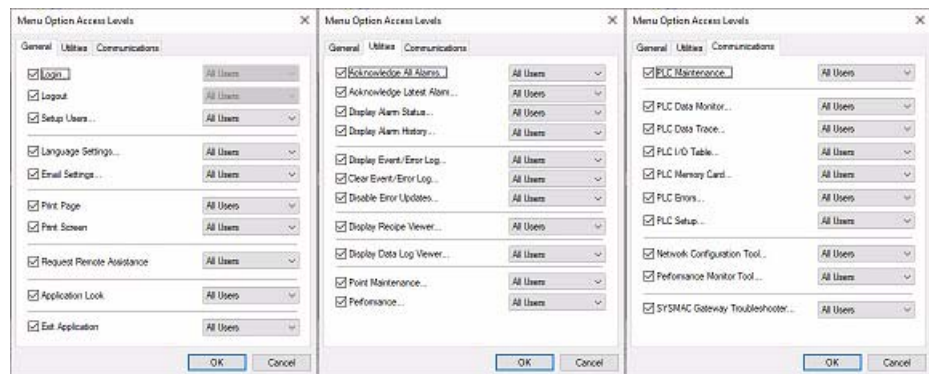 Menu Option Access Levels
General Utilities Communications
Login... All Users
Logout All Users
Setup Users... All Users
Language Settings... All Users
Email Settings... All Users
Print Page All Users
Print Screen All Users
Request Remote Assistance All Users
Application Look All Users
Exit Application All Users
OK Cancel
Menu Option Access Levels
General Utilities Communications
Acknowledge All Alarms... All Users
Acknowledge Latest Alarm... All Users
Display Alarm Status... All Users
Display Alarm History... All Users
Display Event/Error Log... All Users
Clear Event/Error Log... All Users
Disable Error Updates... All Users
Display Recipe Viewer... All Users
Display Data Log Viewer... All Users
Point Maintenance... All Users
Performance... All Users
OK Cancel
Menu Option Access Levels
General Utilities Communications
PLC Maintenance... All Users
PLC Data Monitor... All Users
PLC Data Trace... All Users
PLC I/O Table... All Users
PLC Memory Card... All Users
PLC Errors... All Users
PLC Setup... All Users
Network Configuration Tool... All Users
Performance Monitor Tool... All Users
SYSMAC Gateway Troubleshooter... All Users
OK Cancel